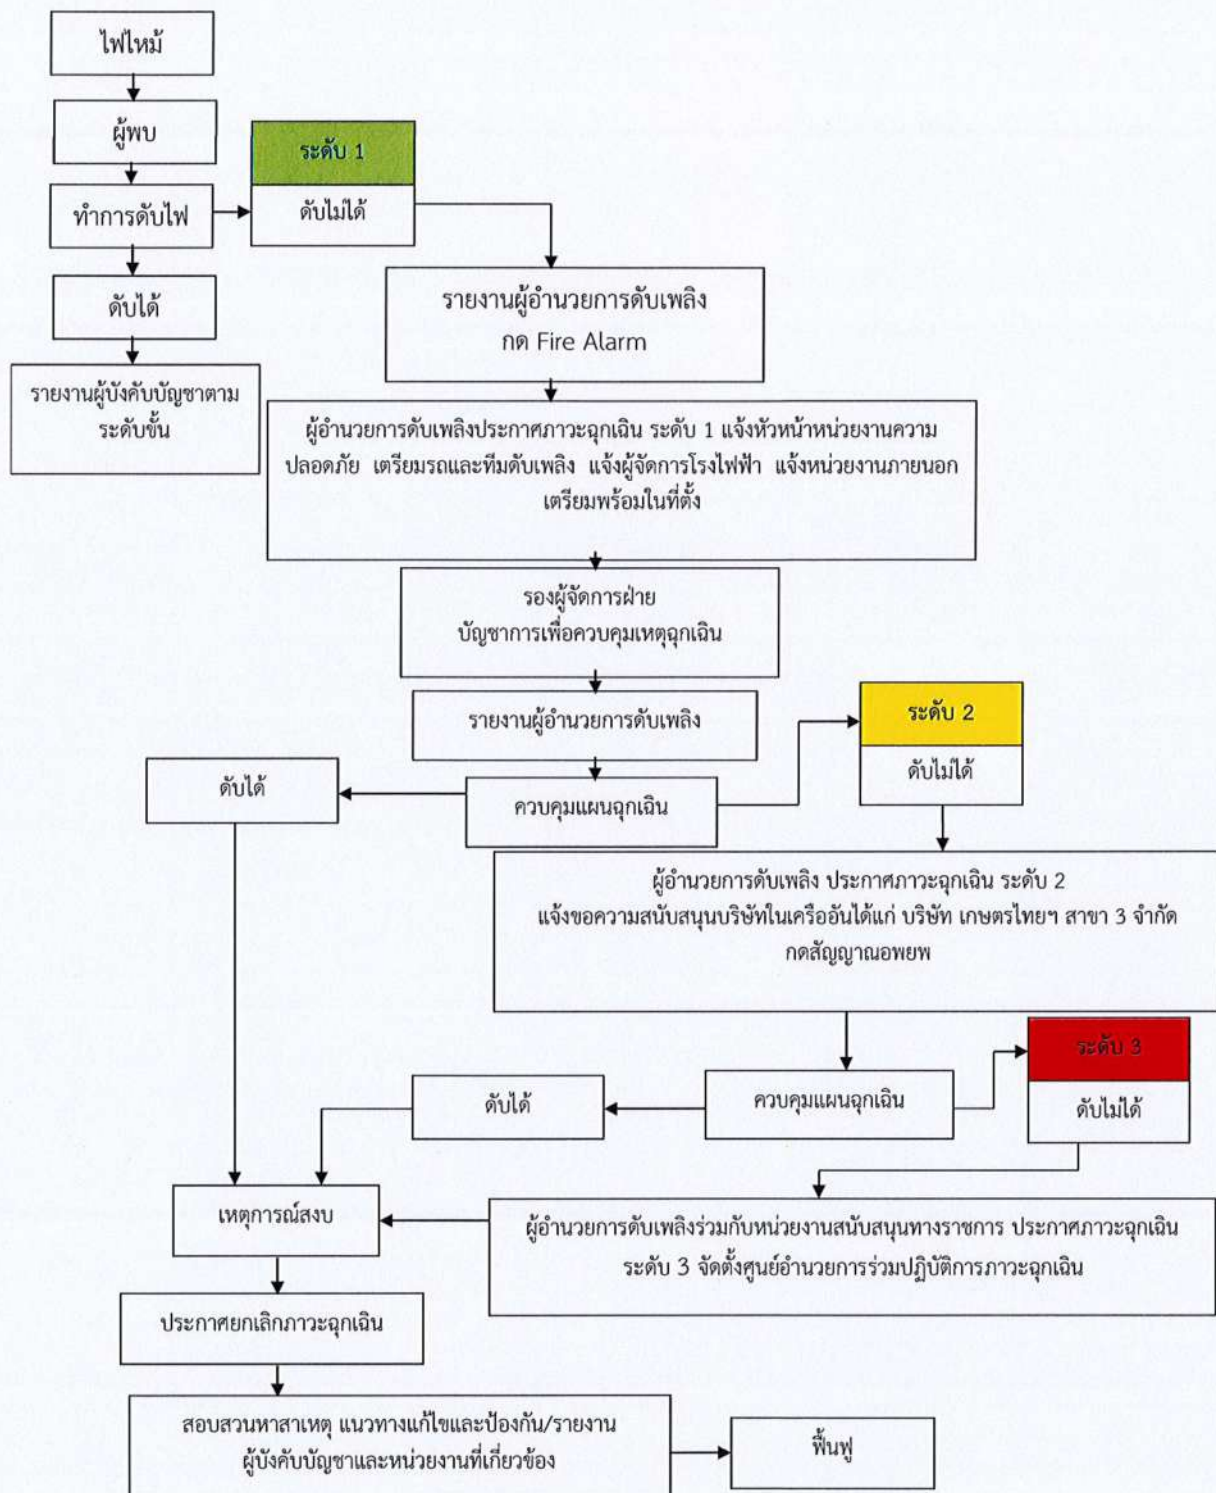 ไฟไหม้
ผู้พบ
ระดับ 1
ทำการดับไฟ
ดับไม่ได้
ดับได้
รายงานผู้อำนวยการดับเพลิง
กด Fire Alarm
รายงานผู้บังคับบัญชาตาม
ระดับขั้น
ผู้อำนวยการดับเพลิงประกาศภาวะฉุกเฉิน ระดับ 1 แจ้งหัวหน้าหน่วยงานความ
ปลอดภัย เตรียมรถและทีมดับเพลิง แจ้งผู้จัดการโรงไฟฟ้า แจ้งหน่วยงานภายนอก
เตรียมพร้อมในที่ตั้ง
รองผู้จัดการฝ่าย
บัญชาการเพื่อควบคุมเหตุฉุกเฉิน
รายงานผู้อำนวยการดับเพลิง
ระดับ 2
ดับไม่ได้
ดับได้
ควบคุมแผนฉุกเฉิน
ผู้อำนวยการดับเพลิง ประกาศภาวะฉุกเฉิน ระดับ 2
แจ้งขอความสนับสนุนบริษัทในเครืออันได้แก่ บริษัท เกษตรไทยฯ สาขา 3 จำกัด
กดสัญญาณอพยพ
ระดับ 3
ดับได้
ควบคุมแผนฉุกเฉิน
ดับไม่ได้
เหตุการณ์สงบ
ผู้อำนวยการดับเพลิงร่วมกับหน่วยงานสนับสนุนทางราชการ ประกาศภาวะฉุกเฉิน
ระดับ 3 จัดตั้งศูนย์อำนวยการร่วมปฏิบัติการภาวะฉุกเฉิน
ประกาศยกเลิกภาวะฉุกเฉิน
สอบสวนหาสาเหตุ แนวทางแก้ไขและป้องกัน/รายงาน
ผู้บังคับบัญชาและหน่วยงานที่เกี่ยวข้อง
ฟื้นฟู